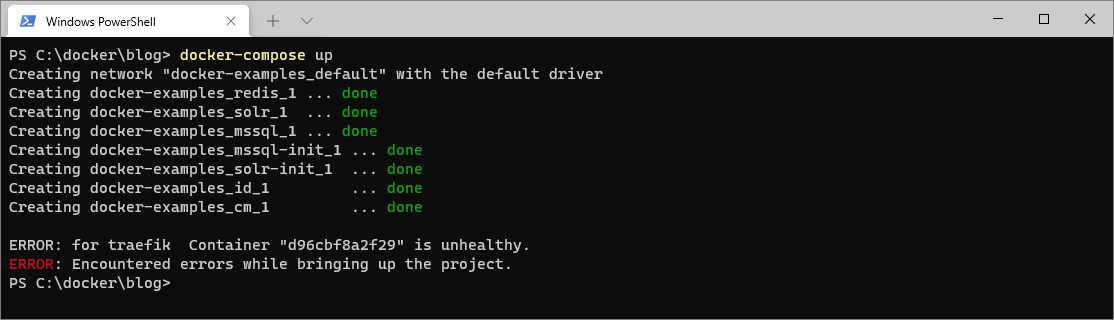 Windows PowerShell
PS C:\docker\blog> docker-compose up
Creating network "docker-examples_default" with the default driver
Creating docker-examples_redis_1 ... done
Creating docker-examples_solr_1  ... done
Creating docker-examples_mssql_1 ... done
Creating docker-examples_mssql-init_1 ... done
Creating docker-examples_solr-init_1  ... done
Creating docker-examples_id_1         ... done
Creating docker-examples_cm_1         ... done
ERROR: for traefik  Container "d96cbf8a2f29" is unhealthy.
ERROR: Encountered errors while bringing up the project.
PS C:\docker\blog>